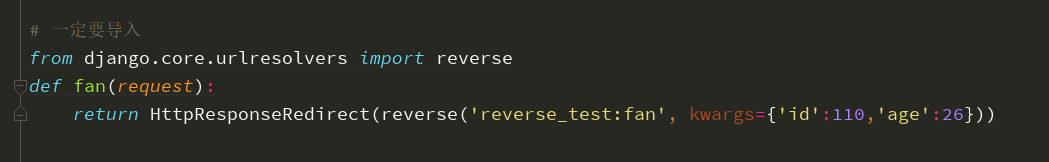 # 一定要导入
from django.core.urlresolvers import reverse
def fan(request):
    return HttpResponseRedirect(reverse('reverse_test:fan', kwargs={'id':110,'age':26}))